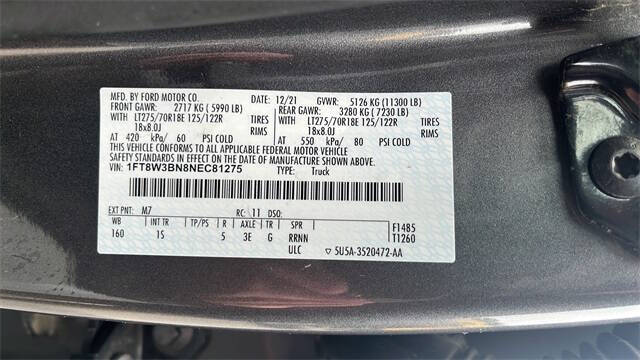 MFD. BY FORD MOTOR CO. 12/21 GVWR: 5126 KG (11300 LB)
FRONT GAWR: 2717 KG (5990 LB) REAR GAWR: 3280 KG (7230 LB)
WITH LT275/70R18E 125/122R TIRES WITH LT275/70R18E 125/122R TIRES
18x8.0J RIMS 18x8.0J RIMS
AT 420 kPa/ 60 PSI COLD AT 550 kPa/ 80 PSI COLD
THIS VEHICLE CONFORMS TO ALL APPLICABLE FEDERAL MOTOR VEHICLE SAFETY AND THEFT PREVENTION STANDARDS IN EFFECT ON THE DATE OF MANUFACTURE SHOWN ABOVE.
VIN: 1FT8W3BN8NEC81275 TYPE: Truck
EXT PNT: M7 RC: 11 DSO:
WB INT TR TP/PS R AXLE TR SPR F1485
160 1S 5 3E G RRNN T1260
ULC ▽ 5U5A-3520472-AA